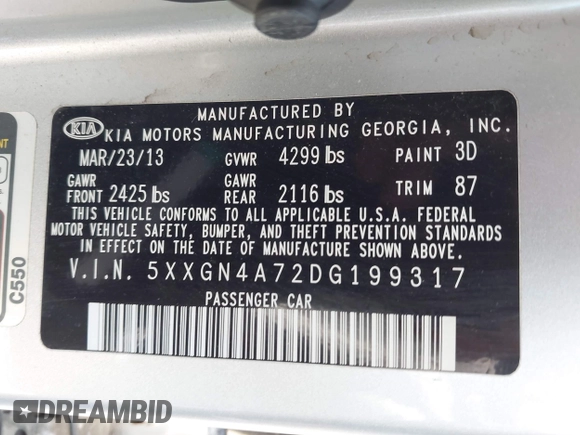 MANUFACTURED BY
KIA KIA MOTORS MANUFACTURING GEORGIA, INC.
MAR/23/13 GVWR 4299 lbs PAINT 3D
GAWR FRONT 2425 lbs GAWR REAR 2116 lbs TRIM 87
THIS VEHICLE CONFORMS TO ALL APPLICABLE U.S.A. FEDERAL
MOTOR VEHICLE SAFETY, BUMPER, AND THEFT PREVENTION STANDARDS
IN EFFECT ON THE DATE OF MANUFACTURE SHOWN ABOVE.
V.I.N. 5XXGN4A72DG199317
PASSENGER CAR
C550
DREAMBID